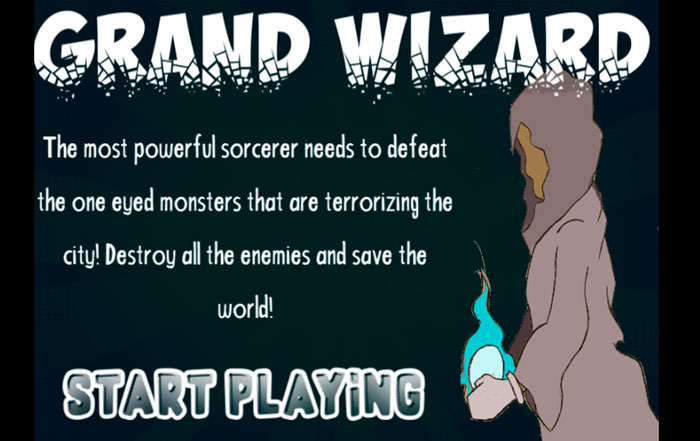 GRAND WIZARD
The most powerful sorcerer needs to defeat
the one eyed monsters that are terrorizing the
city! Destroy all the enemies and save the
world!
START PLAYiNG